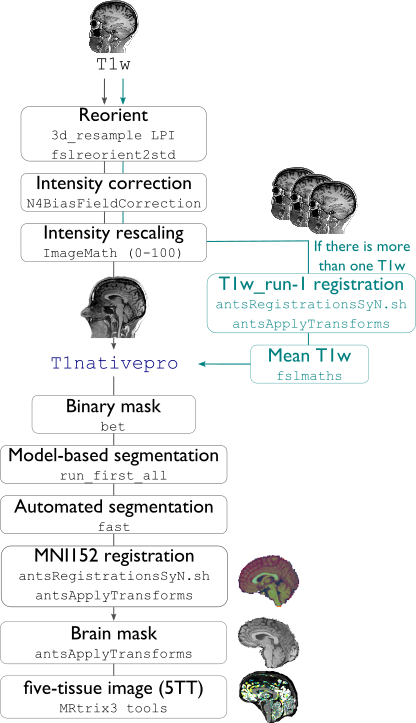 T1w
Reorient
3d_resample LPI
fslreorient2std
Intensity correction
N4BiasFieldCorrection
Intensity rescaling
ImageMath (0-100)
If there is more
than one T1w
T1w_run-1 registration
antsRegistrationsSyN.sh
antsApplyTransforms
Mean T1w
fslmaths
T1nativepro
Binary mask
bet
Model-based segmentation
run_first_all
Automated segmentation
fast
MNI152 registration
antsRegistrationsSyN.sh
antsApplyTransforms
Brain mask
antsApplyTransforms
five-tissue image (5TT)
MRtrix3 tools